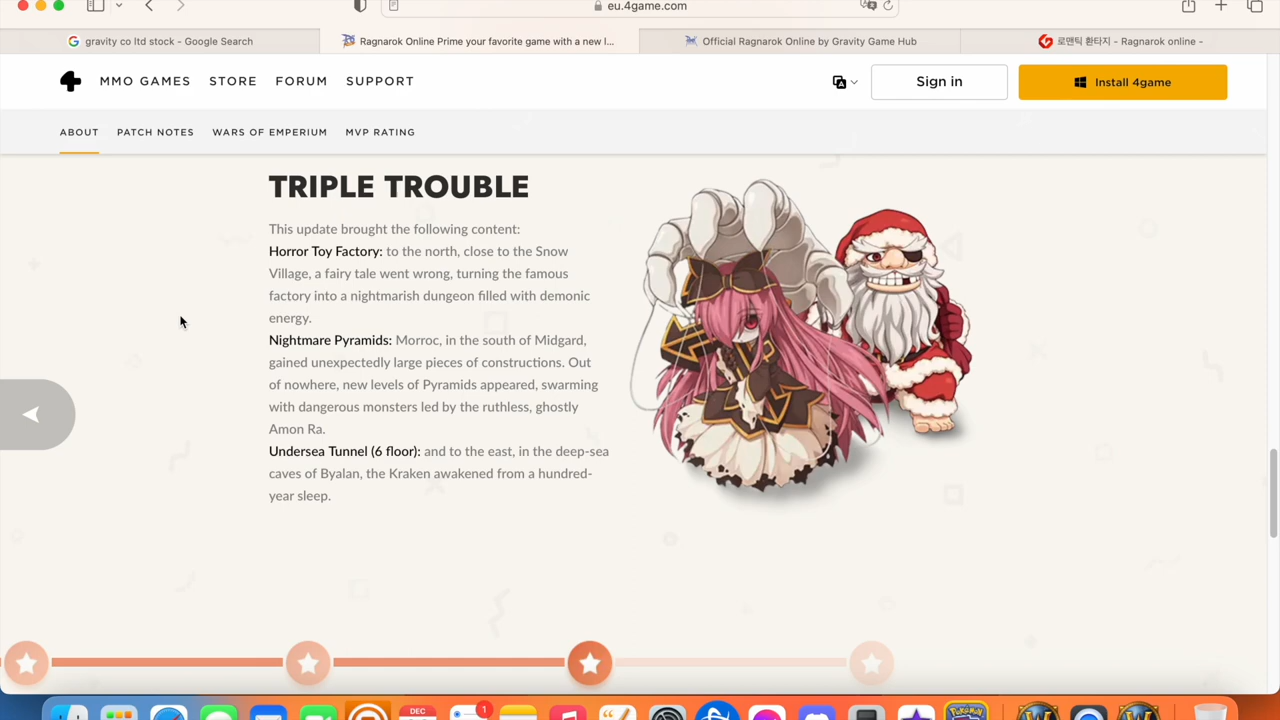 eu.4game.com
gravity co ltd stock - Google Search
Ragnarok Online Prime your favorite game with a new l...
Official Ragnarok Online by Gravity Game Hub
로맨틱 환타지 - Ragnarok online -
MMO GAMES STORE FORUM SUPPORT
Sign in
Install 4game
ABOUT PATCH NOTES WARS OF EMPERIUM MVP RATING
TRIPLE TROUBLE
This update brought the following content:
Horror Toy Factory: to the north, close to the Snow
Village, a fairy tale went wrong, turning the famous
factory into a nightmarish dungeon filled with demonic
energy.
Nightmare Pyramids: Morroc, in the south of Midgard,
gained unexpectedly large pieces of constructions. Out
of nowhere, new levels of Pyramids appeared, swarming
with dangerous monsters led by the ruthless, ghostly
Amon Ra.
Undersea Tunnel (6 floor): and to the east, in the deep-sea
caves of Byalan, the Kraken awakened from a hundred-
year sleep.
DEC
1